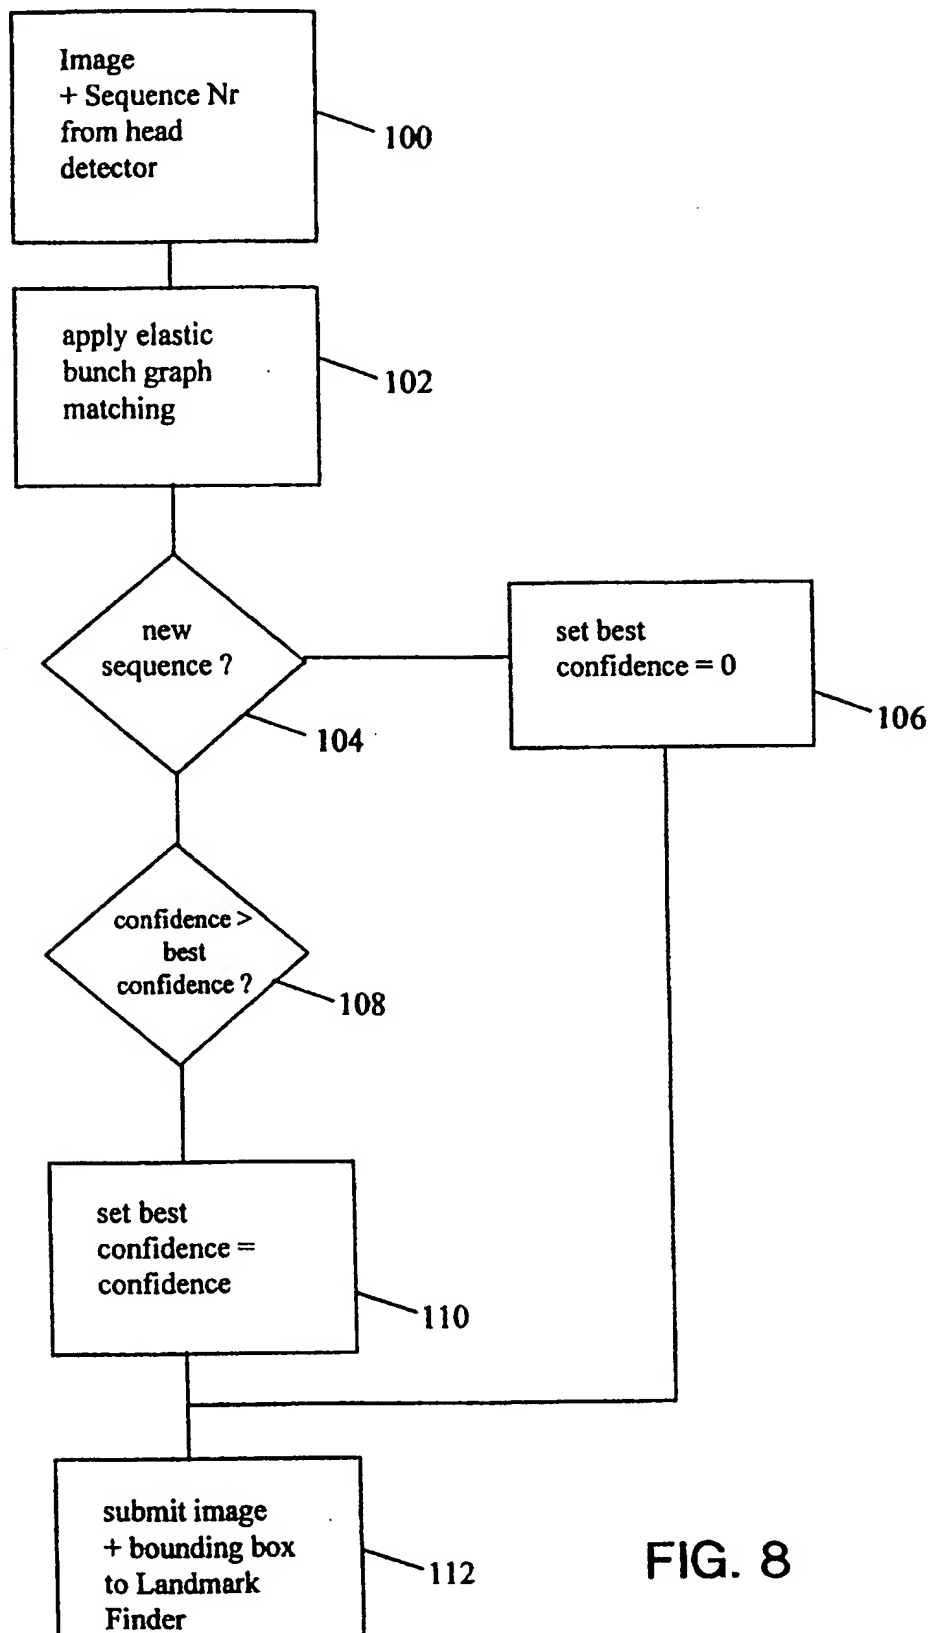 Image
+ Sequence Nr
from head
detector
100
apply elastic
bunch graph
matching
102
new
sequence ?
104
set best
confidence = 0
106
confidence >
best
confidence ?
108
set best
confidence =
confidence
110
submit image
+ bounding box
to Landmark
Finder
112
FIG. 8